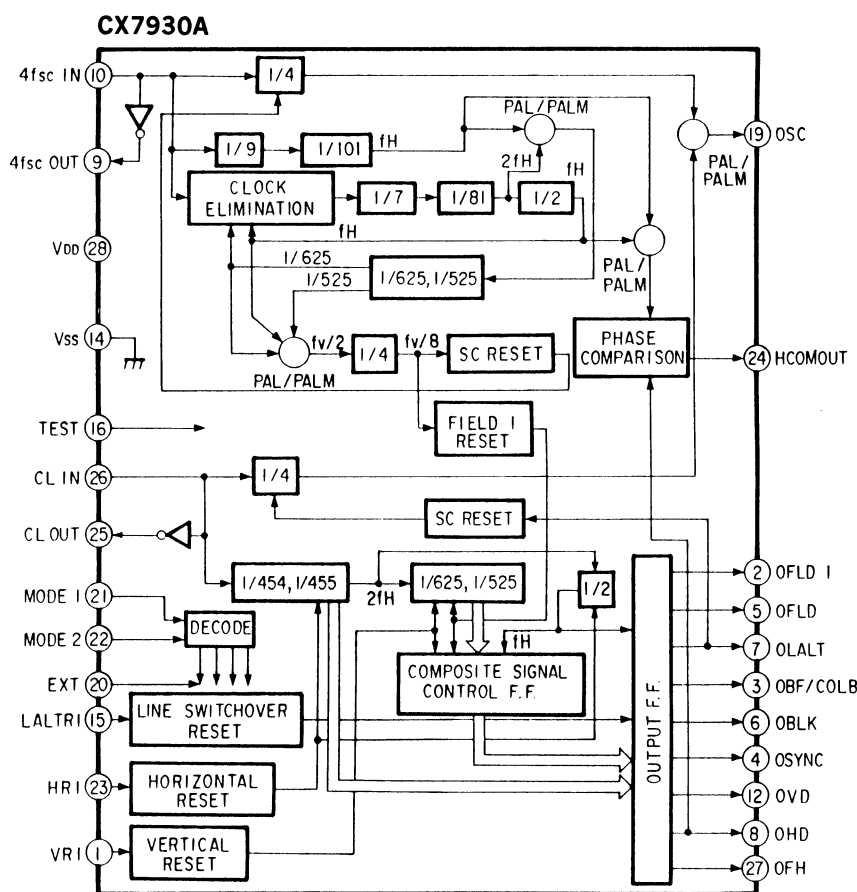 CX7930A
4fsc IN 10
1/4
PAL/PALM
19 OSC
PAL/
PALM
1/9
1/101
fH
4fsc OUT 9
2fH
fH
CLOCK
ELIMINATION
1/7
1/81
1/2
fH
VDD 28
1/625
1/525
1/625, 1/525
PAL/
PALM
VSS 14
fv/2
1/4
fv/8
SC RESET
PAL/PALM
PHASE
COMPARISON
24 HCOMOUT
TEST 16
FIELD I
RESET
CL IN 26
1/4
CL OUT 25
SC RESET
1/454, 1/455
2fH
1/625, 1/525
1/2
2 OFLD I
MODE 1 21
5 OFLD
MODE 2 22
DECODE
fH
7 OLALT
EXT 20
COMPOSITE SIGNAL
CONTROL F.F.
3 OBF/COLB
LALTRI 15
LINE SWITCHOVER
RESET
OUTPUT F.F.
6 OBLK
4 OSYNC
HRI 23
HORIZONTAL
RESET
12 OVD
8 OHD
VRI 1
VERTICAL
RESET
27 OFH